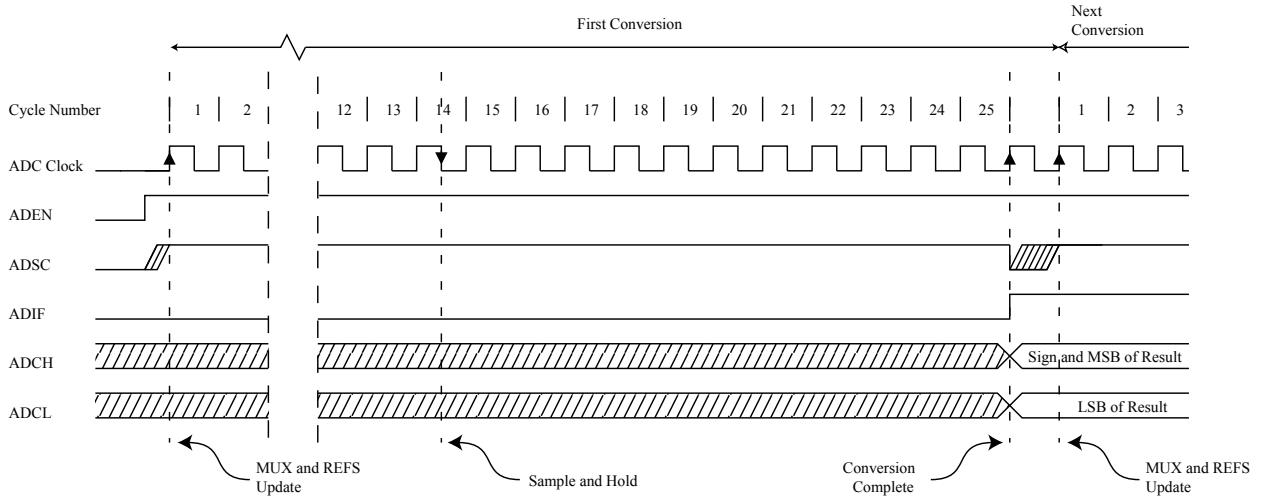 First Conversion
Next
Conversion
Cycle Number 1 2 12 13 14 15 16 17 18 19 20 21 22 23 24 25 1 2 3
ADC Clock
ADEN
ADSC
ADIF
ADCH Sign and MSB of Result
ADCL LSB of Result
MUX and REFS
Update
Sample and Hold
Conversion
Complete
MUX and REFS
Update